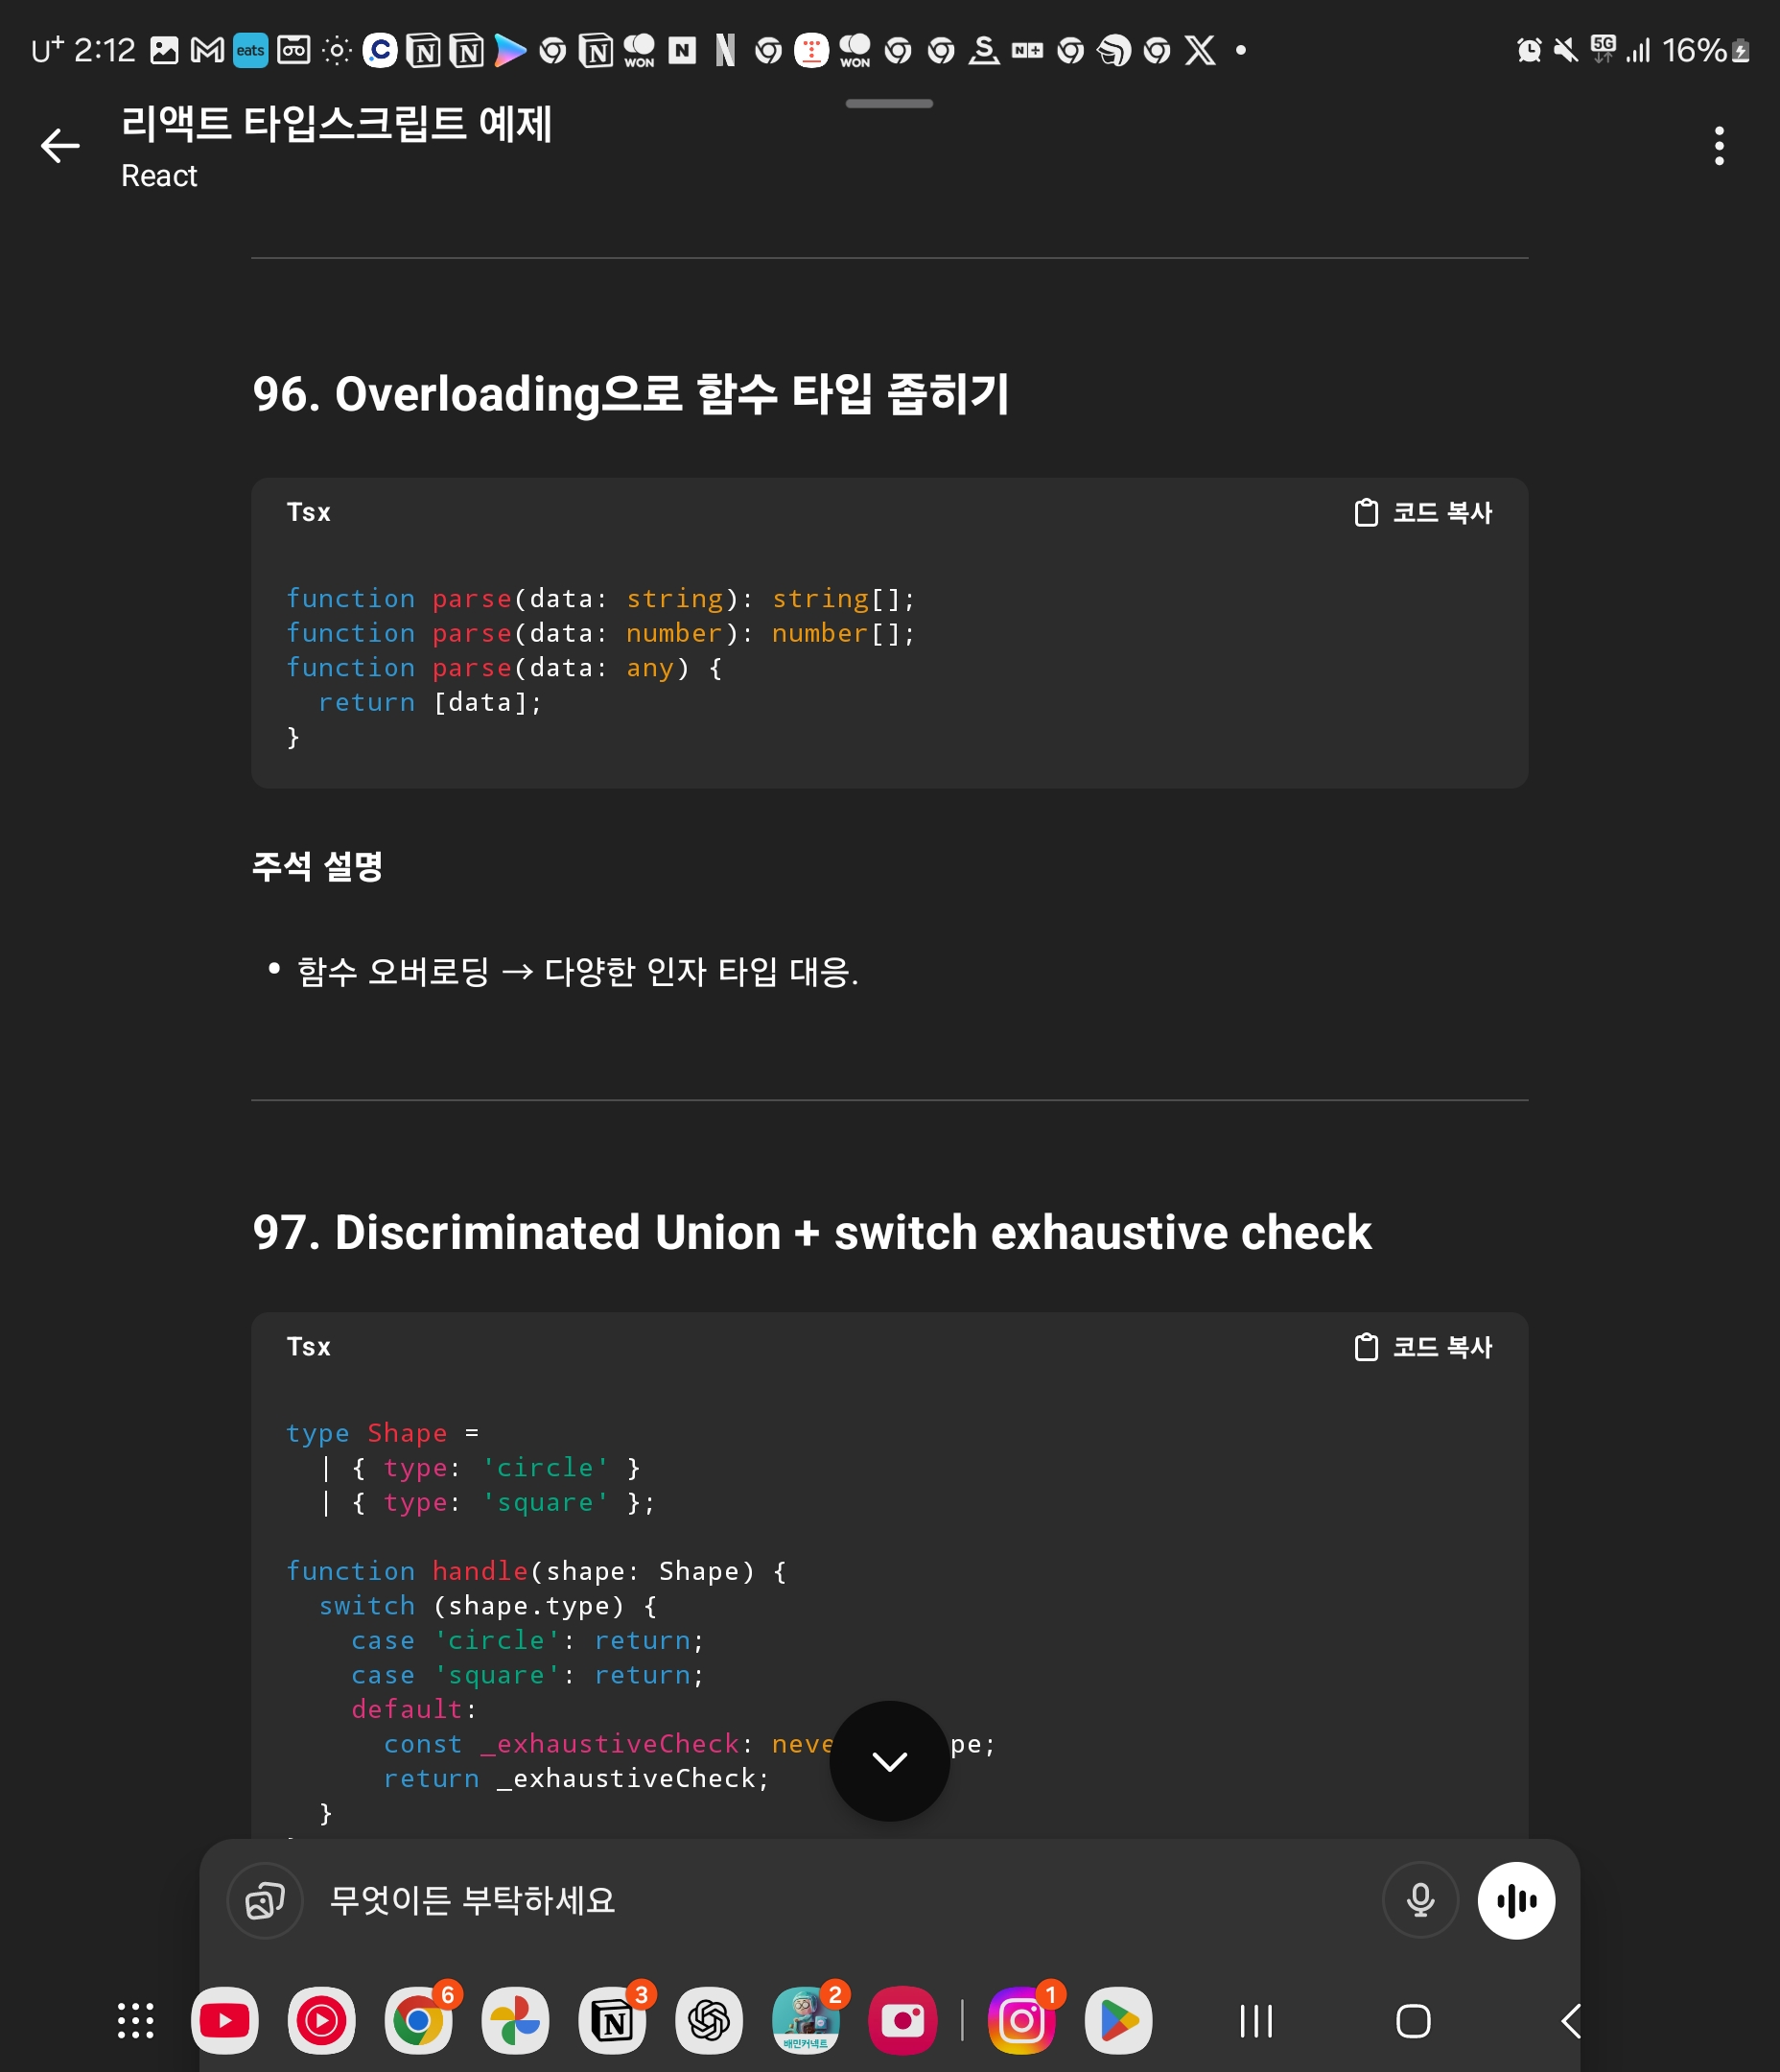 U⁺ 2:12 eats WON WON N+ 5G 16%
리액트 타입스크립트 예제
React
96. Overloading으로 함수 타입 좁히기
Tsx 코드 복사
function parse(data: string): string[];
function parse(data: number): number[];
function parse(data: any) {
  return [data];
}
주석 설명
• 함수 오버로딩 → 다양한 인자 타입 대응.
97. Discriminated Union + switch exhaustive check
Tsx 코드 복사
type Shape =
  | { type: 'circle' }
  | { type: 'square' };
function handle(shape: Shape) {
  switch (shape.type) {
    case 'circle': return;
    case 'square': return;
    default:
      const _exhaustiveCheck: neve pe;
      return _exhaustiveCheck;
  }
무엇이든 부탁하세요
6 3 2 1
배민커넥트